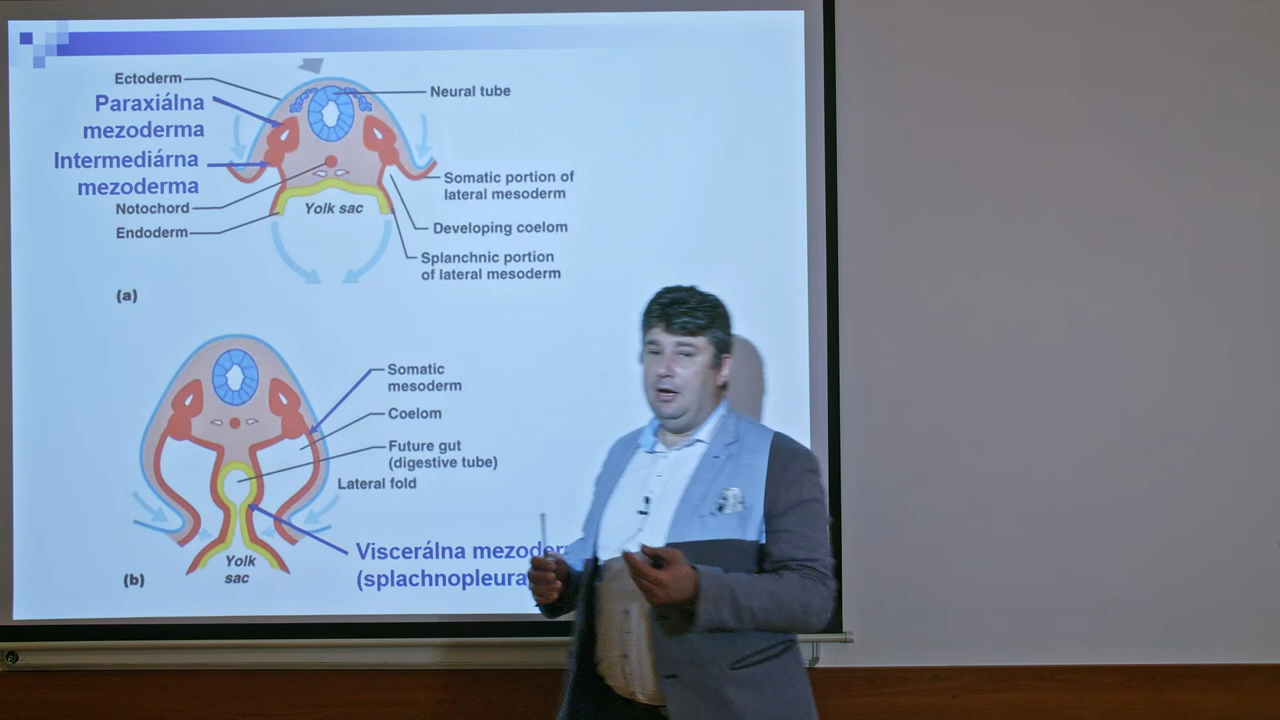 Ectoderm
Neural tube
Paraxiálna
mezoderma
Intermediárna
mezoderma
Somatic portion of
lateral mesoderm
Notochord
Yolk sac
Developing coelom
Endoderm
Splanchnic portion
of lateral mesoderm
(a)
Somatic
mesoderm
Coelom
Future gut
(digestive tube)
Lateral fold
Viscerálna
(splachnopleura
Yolk
sac
(b)